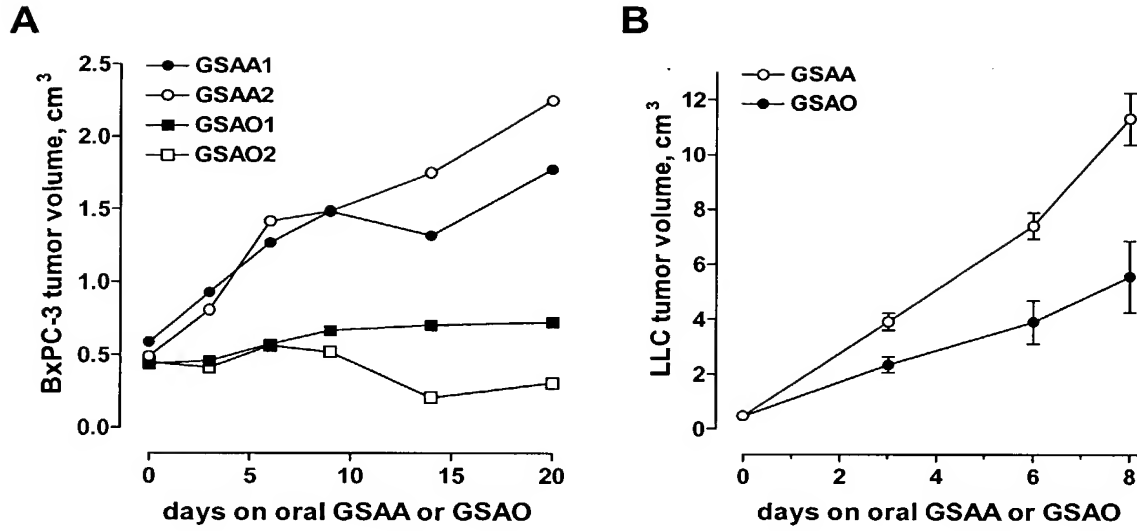 A
BxPC-3 tumor volume, cm3
2.5
2.0
1.5
1.0
0.5
0.0
GSAA1
GSAA2
GSAO1
GSAO2
0 5 10 15 20
days on oral GSAA or GSAO
B
LLC tumor volume, cm3
12
10
8
6
4
2
0
GSAA
GSAO
0 2 4 6 8
days on oral GSAA or GSAO